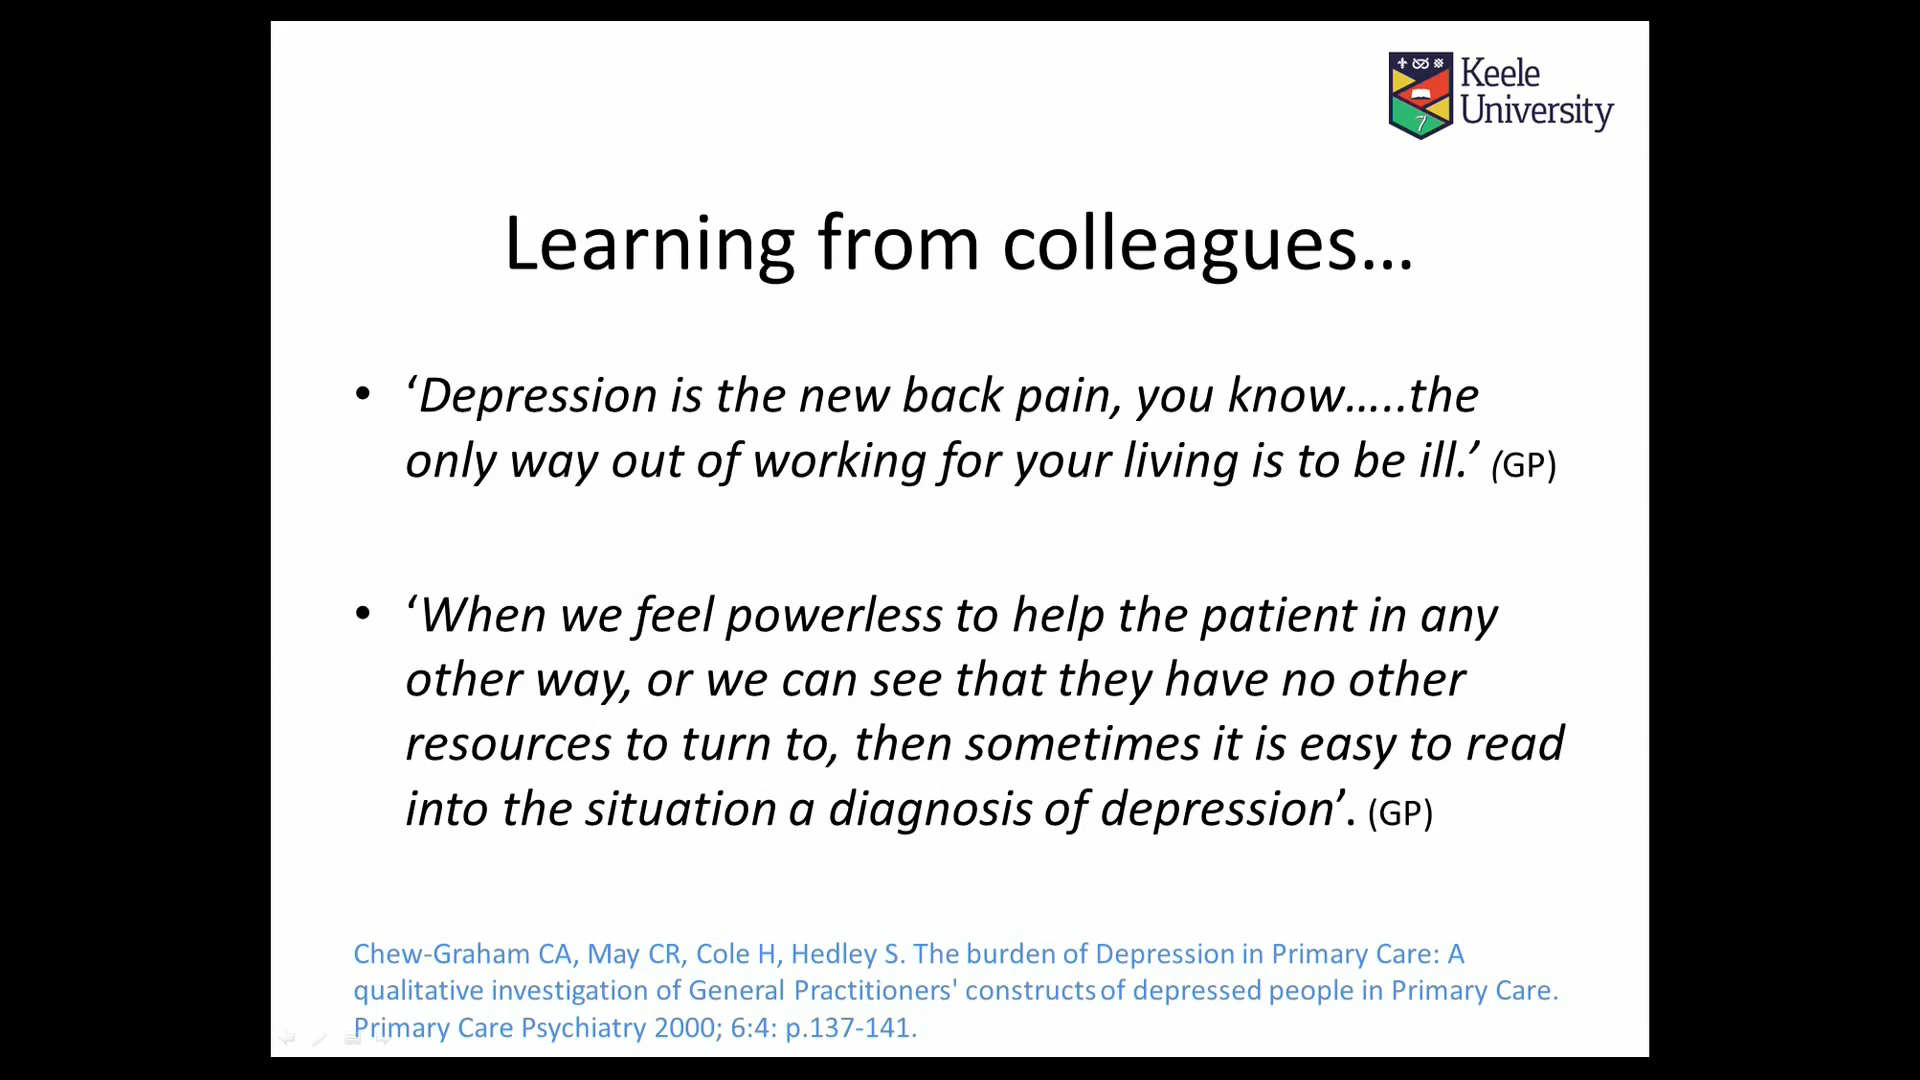 Keele
University
Learning from colleagues...
• ‘Depression is the new back pain, you know.....the
only way out of working for your living is to be ill.’ (GP)
• ‘When we feel powerless to help the patient in any
other way, or we can see that they have no other
resources to turn to, then sometimes it is easy to read
into the situation a diagnosis of depression’. (GP)
Chew-Graham CA, May CR, Cole H, Hedley S. The burden of Depression in Primary Care: A
qualitative investigation of General Practitioners' constructs of depressed people in Primary Care.
Primary Care Psychiatry 2000; 6:4: p.137-141.